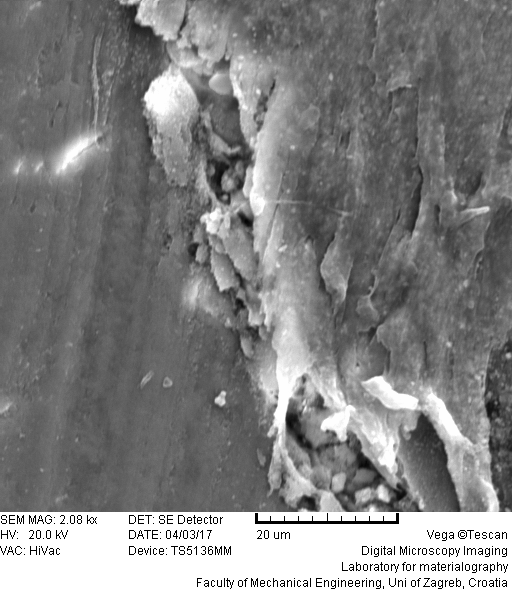 SEM MAG: 2.08 kx DET: SE Detector
HV: 20.0 kV DATE: 04/03/17 20 um Vega ©Tescan
VAC: HiVac Device: TS5136MM Digital Microscopy Imaging
Laboratory for materialography
Faculty of Mechanical Engineering, Uni of Zagreb, Croatia